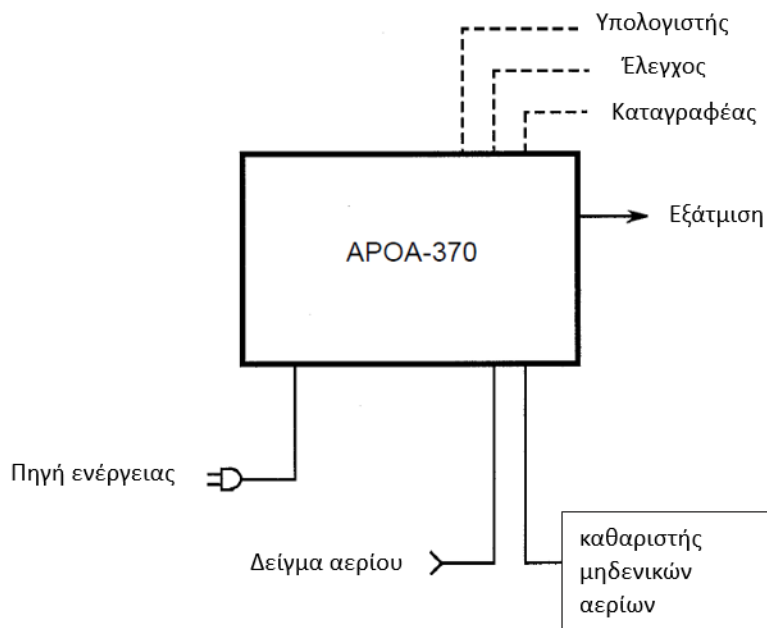 Υπολογιστής
Έλεγχος
Καταγραφέας
Εξάτμιση
APOA-370
Πηγή ενέργειας
Δείγμα αερίου
καθαριστής
μηδενικών
αερίων